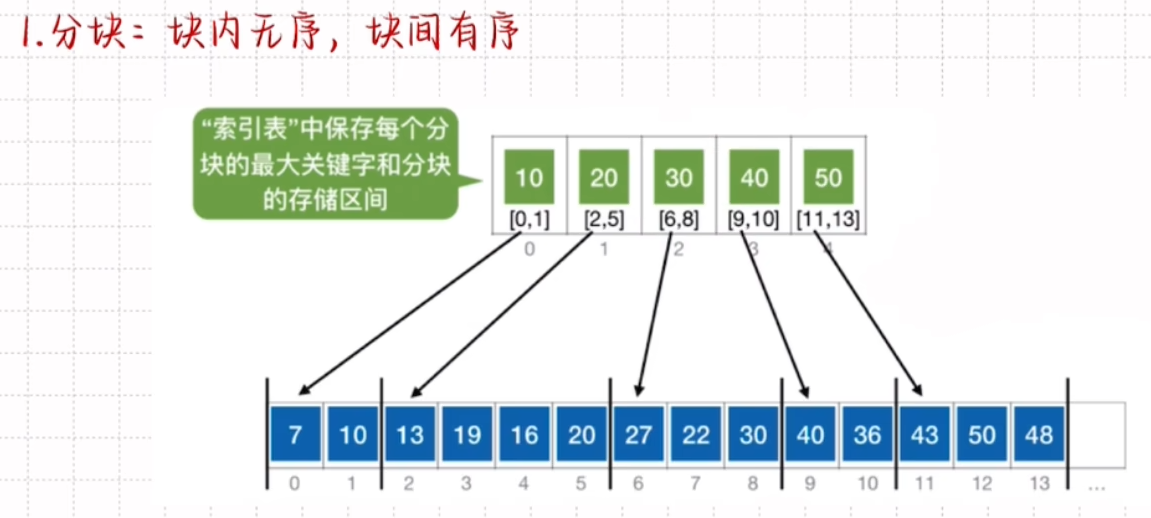 1.分块：块内无序，块间有序
“索引表”中保存每个分
块的最大关键字和分块
的存储区间
10 20 30 40 50
[0,1] [2,5] [6,8] [9,10] [11,13]
0 1 2 3 4
7 10 13 19 16 20 27 22 30 40 36 43 50 48
0 1 2 3 4 5 6 7 8 9 10 11 12 13 ...